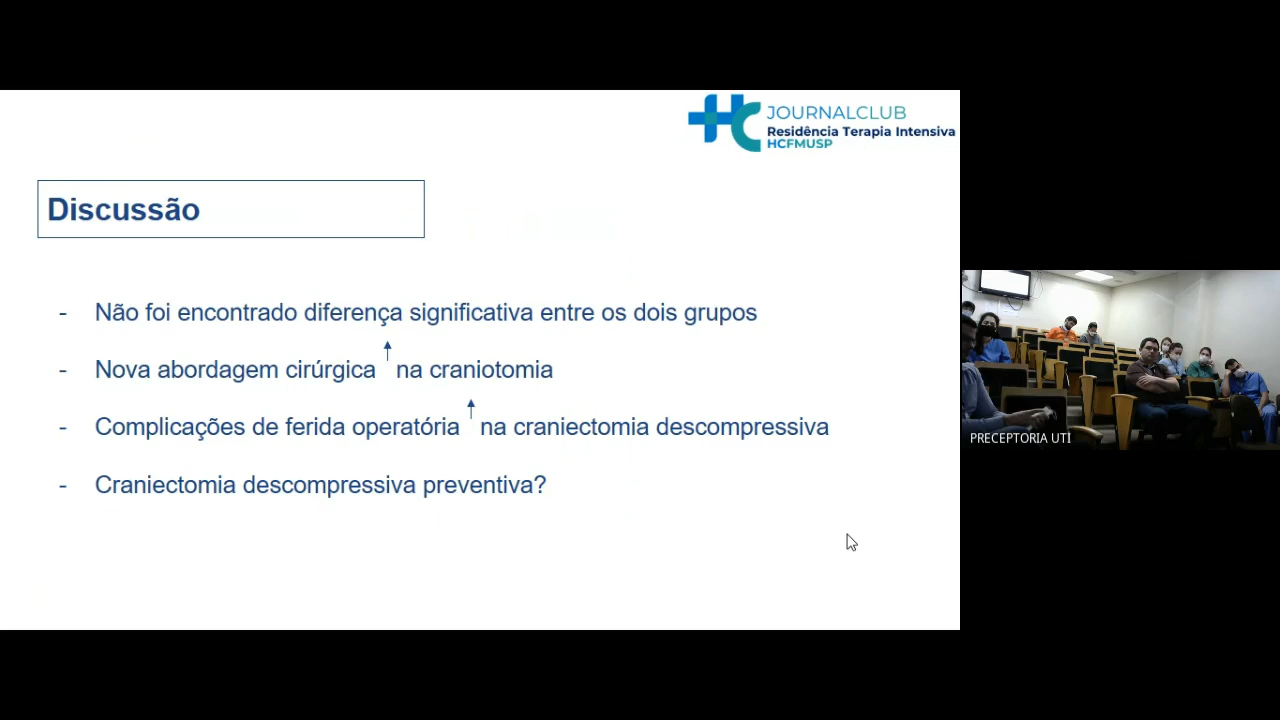 JOURNALCLUB
Residência Terapia Intensiva
HCFMUSP
Discussão
- Não foi encontrado diferença significativa entre os dois grupos
- Nova abordagem cirúrgica ↑ na craniotomia
- Complicações de ferida operatória ↑ na craniectomia descompressiva
- Craniectomia descompressiva preventiva?
PRECEPTORIA UTI